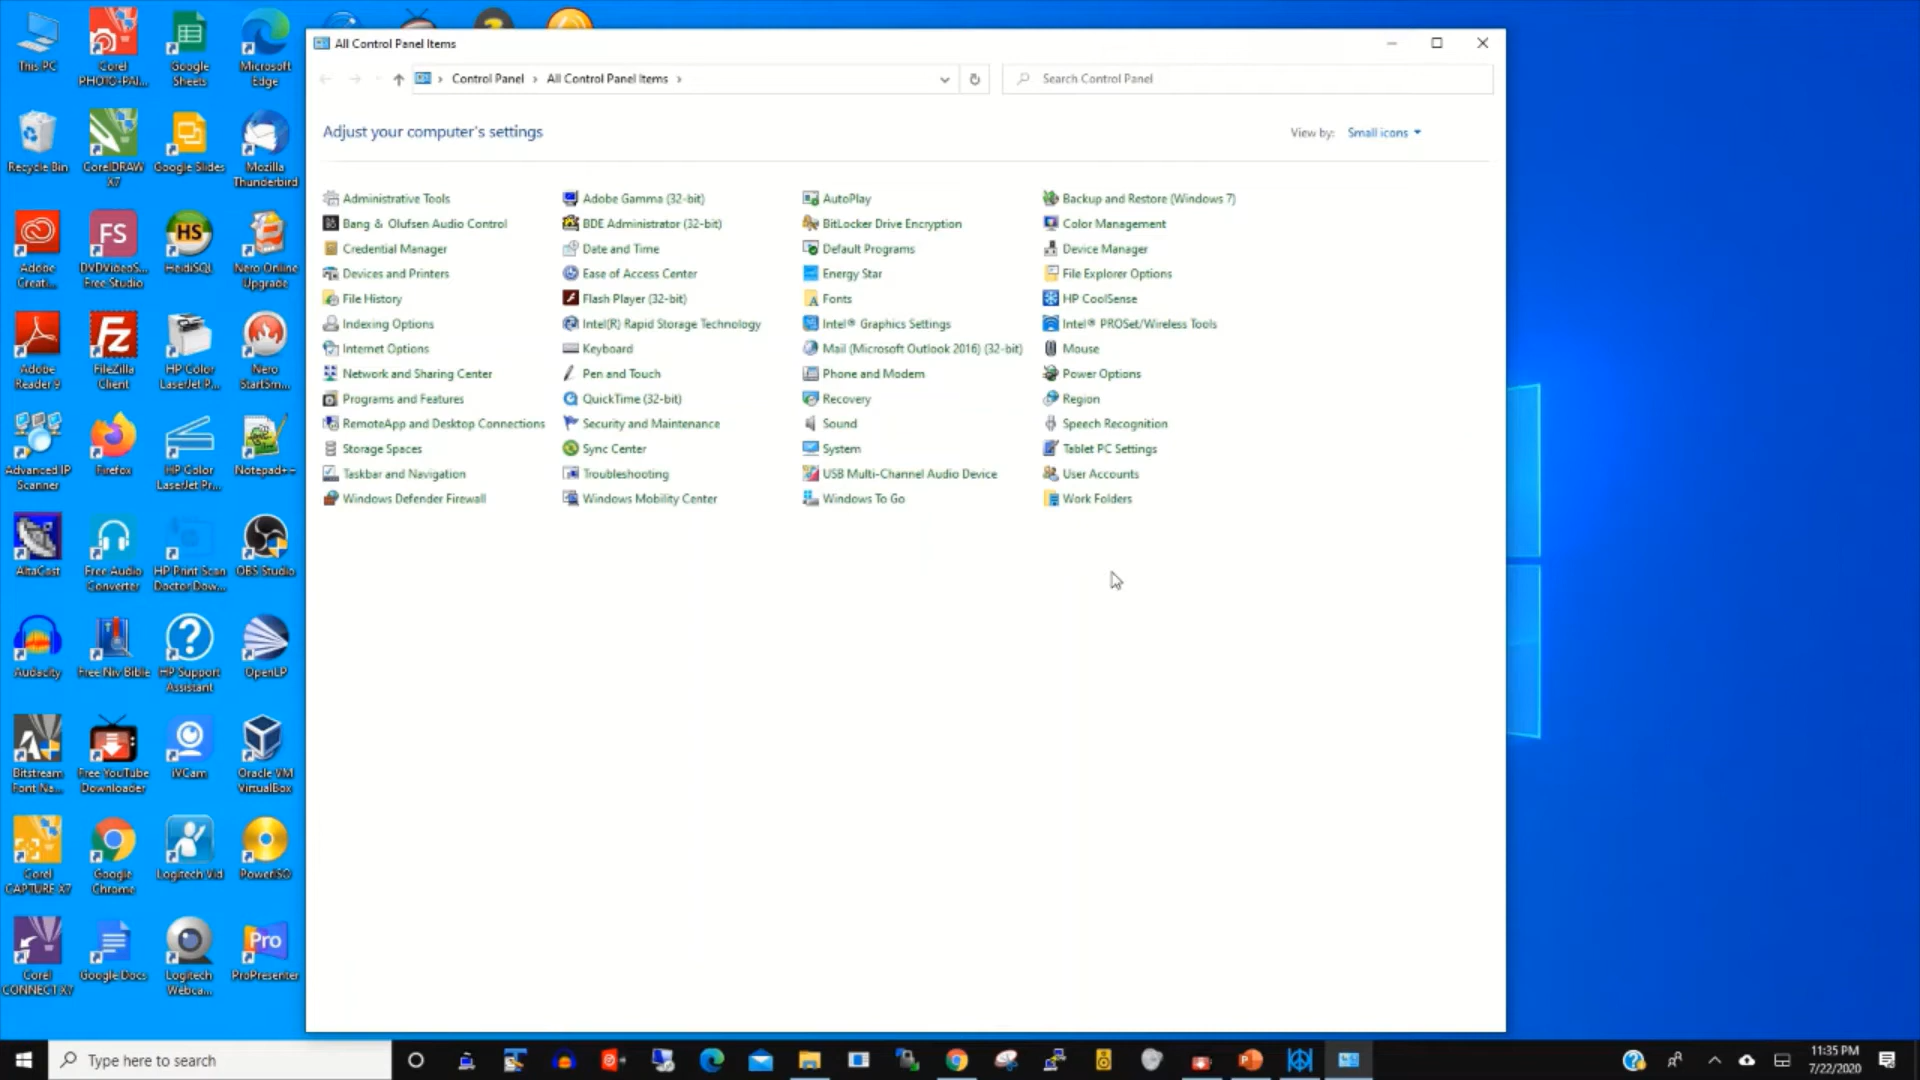 All Control Panel Items
Control Panel > All Control Panel Items >
Search Control Panel
Adjust your computer's settings
View by: Small icons
Administrative Tools
Bang & Olufsen Audio Control
Credential Manager
Devices and Printers
File History
Indexing Options
Internet Options
Network and Sharing Center
Programs and Features
RemoteApp and Desktop Connections
Storage Spaces
Taskbar and Navigation
Windows Defender Firewall
Adobe Gamma (32-bit)
BDE Administrator (32-bit)
Date and Time
Ease of Access Center
Flash Player (32-bit)
Intel(R) Rapid Storage Technology
Keyboard
Pen and Touch
QuickTime (32-bit)
Security and Maintenance
Sync Center
Troubleshooting
Windows Mobility Center
AutoPlay
BitLocker Drive Encryption
Default Programs
Energy Star
Fonts
Intel® Graphics Settings
Mail (Microsoft Outlook 2016) (32-bit)
Phone and Modem
Recovery
Sound
System
USB Multi-Channel Audio Device
Windows To Go
Backup and Restore (Windows 7)
Color Management
Device Manager
File Explorer Options
HP CoolSense
Intel® PROSet/Wireless Tools
Mouse
Power Options
Region
Speech Recognition
Tablet PC Settings
User Accounts
Work Folders
This PC
Recycle Bin
Adobe
Creati...
Adobe
Reader 9
Advanced IP
Scanner
AltaCast
Audacity
Bitstream
Font Na...
Corel
CAPTURE X7
Corel
CONNECT X7
Corel
PHOTO-PAI...
CorelDRAW
X7
FS
DVDVideoS...
Free Studio
Fz
FileZilla
Client
Firefox
Free Audio
Converter
Free Niv Bible
Free YouTube
Downloader
Google
Chrome
Google Docs
Google
Sheets
Google Slides
HS
HeidiSQL
HP Color
LaserJet P...
HP Color
LaserJet Pr...
HP Print Scan
Doctor Dow...
HP Support
Assistant
iVCam
Logitech Vid
Logitech
Webca...
Microsoft
Edge
Mozilla
Thunderbird
Nero Online
Upgrade
Nero
StartSm...
Notepad++
OBS Studio
OpenLP
Oracle VM
VirtualBox
PowerISO
Pro
ProPresenter
Type here to search
11:35 PM
7/22/2020